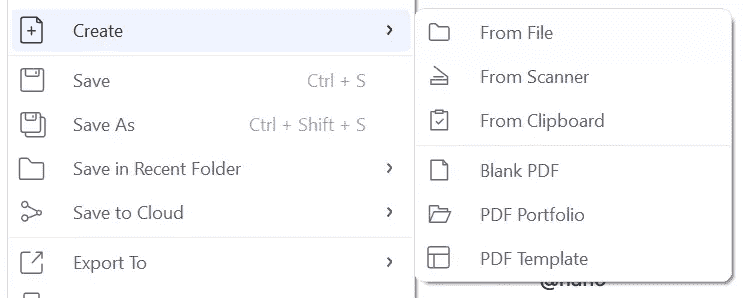 Create
Save Ctrl + S
Save As Ctrl + Shift + S
Save in Recent Folder
Save to Cloud
Export To
From File
From Scanner
From Clipboard
Blank PDF
PDF Portfolio
PDF Template